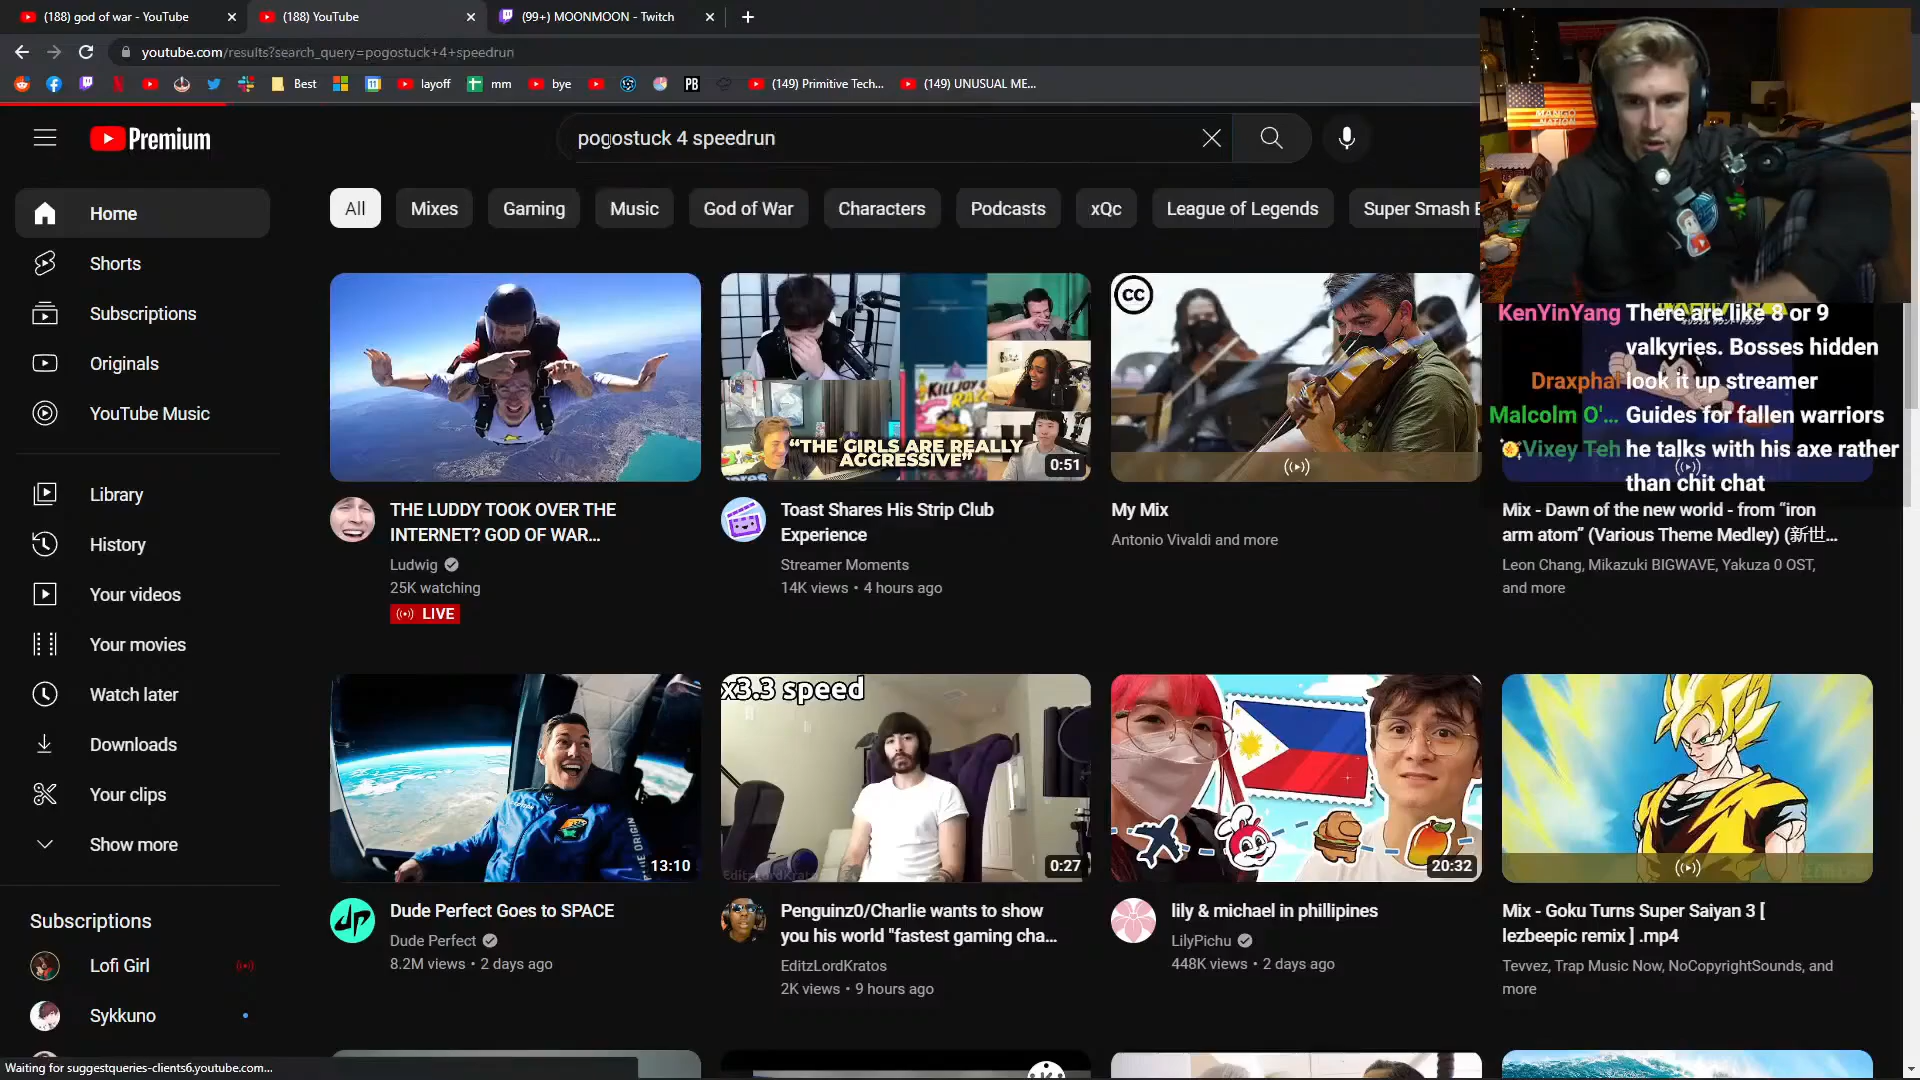 (188) god of war - YouTube
(188) YouTube
(99+) MOONMOON - Twitch
youtube.com/results?search_query=pogostuck+4+speedrun
Best
layoff
mm
bye
PB
(149) Primitive Tech...
(149) UNUSUAL ME...
Premium
pogostuck 4 speedrun
Home
Shorts
Subscriptions
Originals
YouTube Music
Library
History
Your videos
Your movies
Watch later
Downloads
Your clips
Show more
Subscriptions
Lofi Girl
Sykkuno
All
Mixes
Gaming
Music
God of War
Characters
Podcasts
xQc
League of Legends
Super Smash
MANGO
NATION
KenYinYang There are like 8 or 9
valkyries. Bosses hidden
Draxphal look it up streamer
Malcolm O'... Guides for fallen warriors
Vixey Teh he talks with his axe rather
than chit chat
THE LUDDY TOOK OVER THE
INTERNET? GOD OF WAR...
Ludwig
25K watching
LIVE
KILLJOY
"THE GIRLS ARE REALLY
AGGRESSIVE"
0:51
Toast Shares His Strip Club
Experience
Streamer Moments
14K views • 4 hours ago
CC
My Mix
Antonio Vivaldi and more
Mix - Dawn of the new world - from “iron
arm atom” (Various Theme Medley) (新世...
Leon Chang, Mikazuki BIGWAVE, Yakuza 0 OST,
and more
ORIGIN
13:10
Dude Perfect Goes to SPACE
Dude Perfect
8.2M views • 2 days ago
x3.3 speed
EditzLordKratos
0:27
Penguinz0/Charlie wants to show
you his world "fastest gaming cha...
EditzLordKratos
2K views • 9 hours ago
20:32
lily & michael in phillipines
LilyPichu
448K views • 2 days ago
Mix - Goku Turns Super Saiyan 3 [
lezbeepic remix ] .mp4
Tevvez, Trap Music Now, NoCopyrightSounds, and
more
Waiting for suggestqueries-clients6.youtube.com...